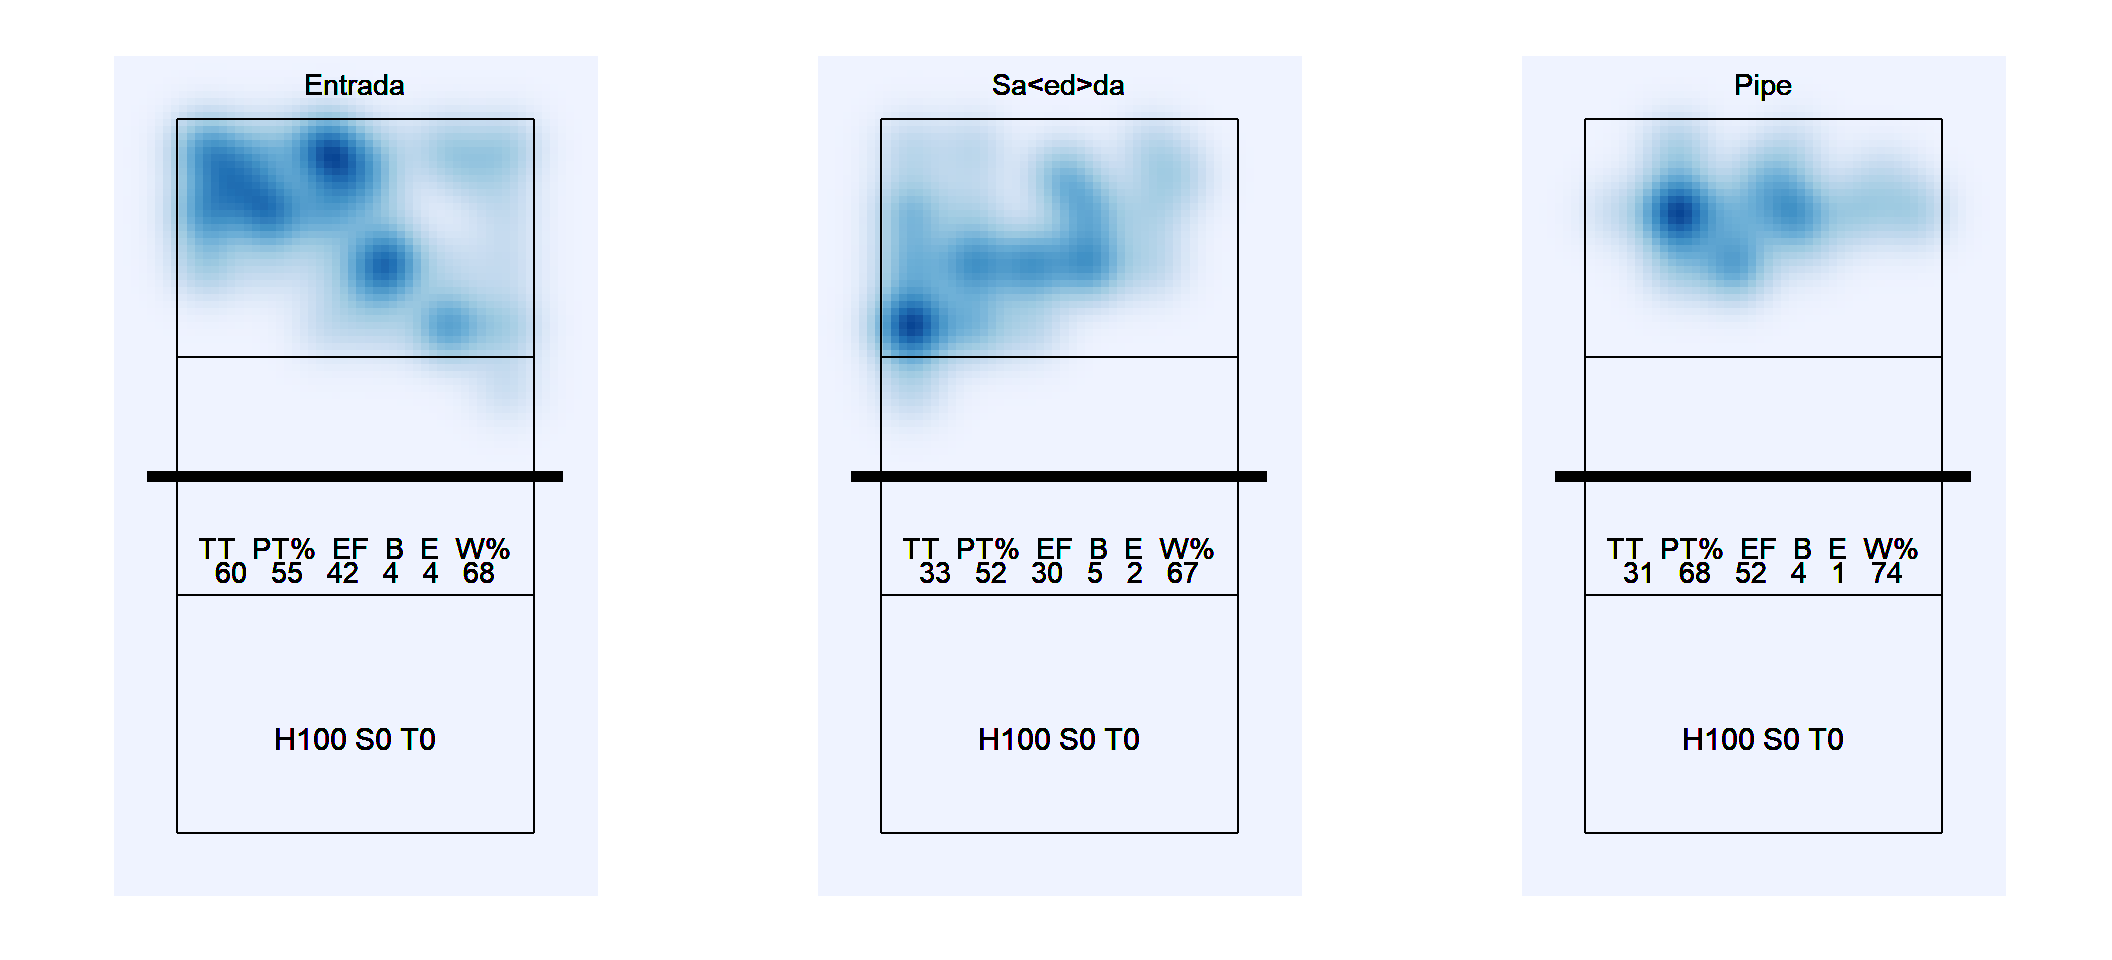 Entrada
TT PT% EF B E W%
60 55 42 4 4 68
H100 S0 T0
Sa<ed>da
TT PT% EF B E W%
33 52 30 5 2 67
H100 S0 T0
Pipe
TT PT% EF B E W%
31 68 52 4 1 74
H100 S0 T0